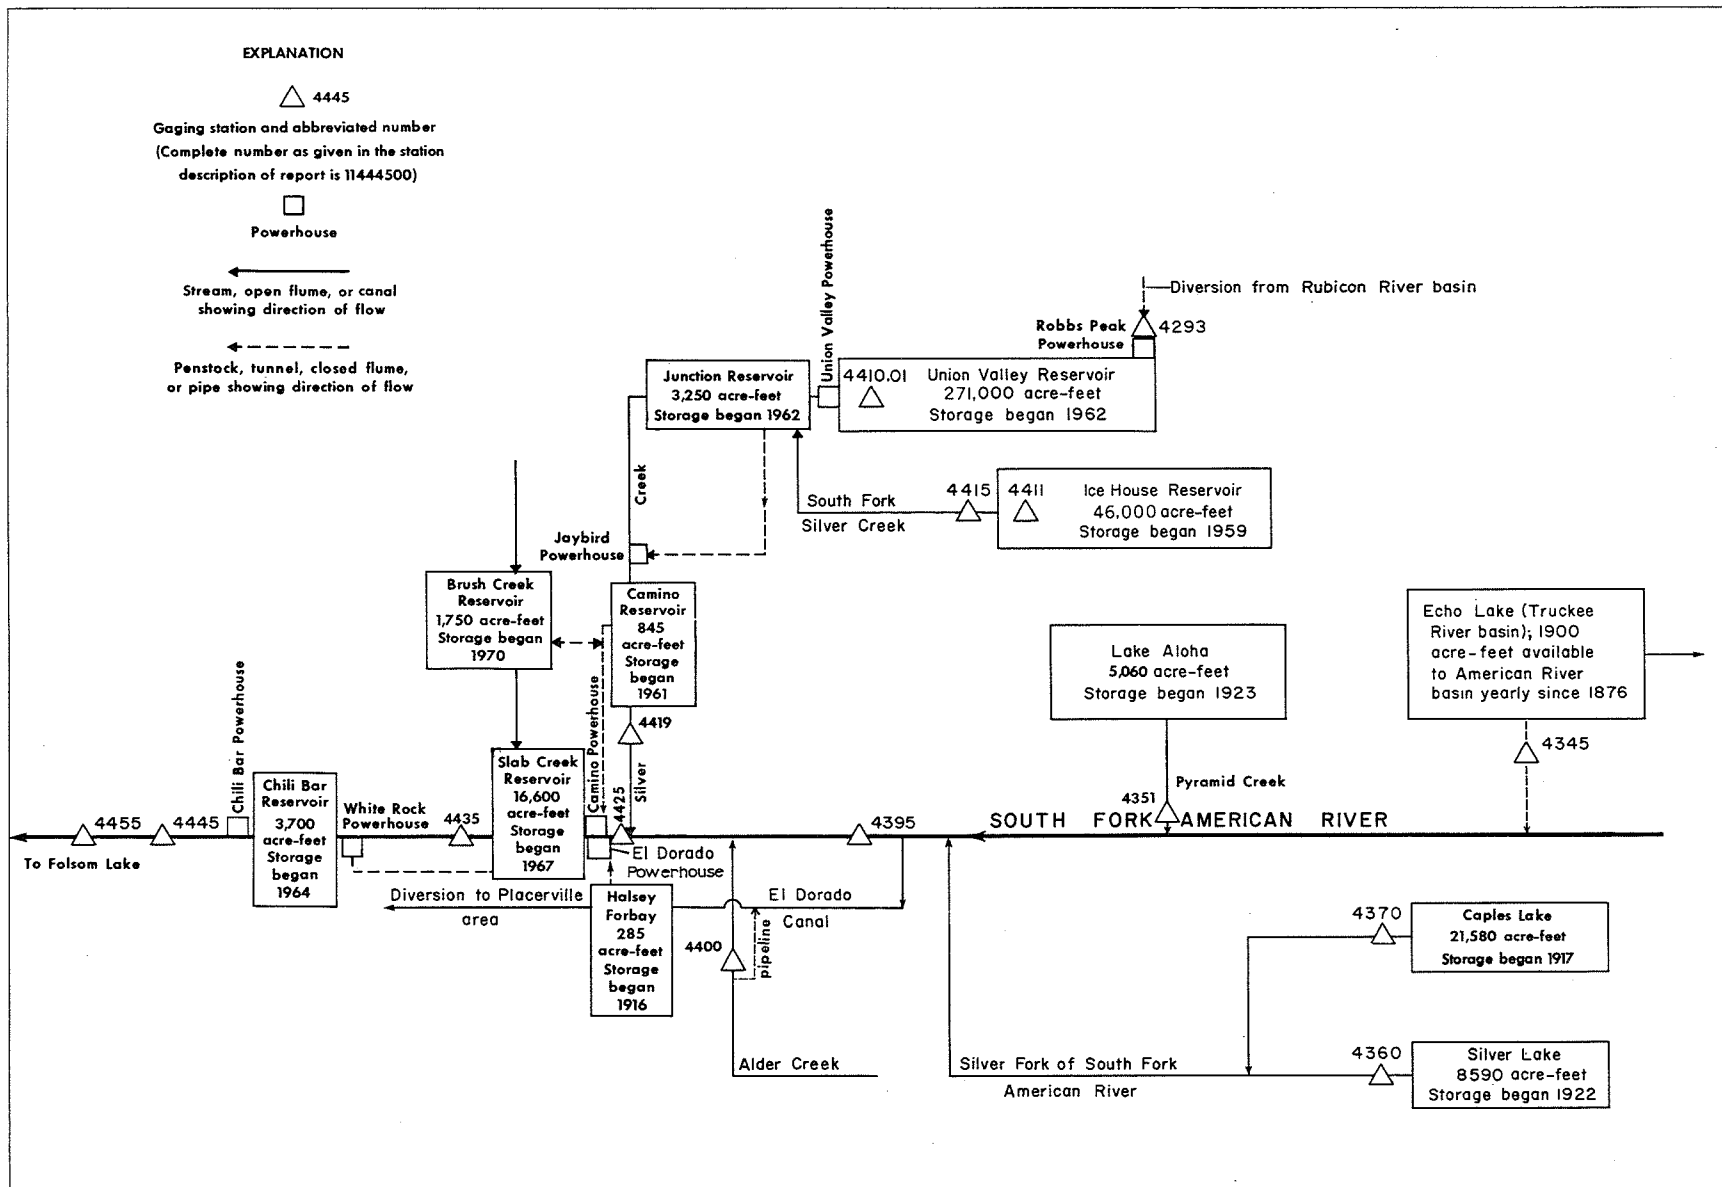 EXPLANATION
4445
Gaging station and abbreviated number
(Complete number as given in the station
description of report is 11444500)
Powerhouse
Stream, open flume, or canal
showing direction of flow
Penstock, tunnel, closed flume,
or pipe showing direction of flow
Union Valley Powerhouse
Diversion from Rubicon River basin
Robbs Peak
Powerhouse
4293
Junction Reservoir
3,250 acre-feet
Storage began 1962
4410.01
Union Valley Reservoir
271,000 acre-feet
Storage began 1962
Creek
South Fork
Silver Creek
4415
4411
Ice House Reservoir
46,000 acre-feet
Storage began 1959
Jaybird
Powerhouse
Brush Creek
Reservoir
1,750 acre-feet
Storage began
1970
Camino
Reservoir
845
acre-feet
Storage
began
1961
Lake Aloha
5,060 acre-feet
Storage began 1923
Echo Lake (Truckee
River basin); 1900
acre-feet available
to American River
basin yearly since 1876
4419
Silver
4345
Pyramid Creek
4351
Chili Bar Powerhouse
Camino Powerhouse
4425
Chili Bar
Reservoir
3,700
acre-feet
Storage
began
1964
White Rock
Powerhouse
4435
Slab Creek
Reservoir
16,600
acre-feet
Storage
began
1967
4455
4445
To Folsom Lake
4395
SOUTH FORK AMERICAN RIVER
El Dorado
Powerhouse
Diversion to Placerville
area
Halsey
Forbay
285
acre-feet
Storage
began
1916
El Dorado
Canal
4400
pipeline
Alder Creek
4370
Caples Lake
21,580 acre-feet
Storage began 1917
Silver Fork of South Fork
American River
4360
Silver Lake
8590 acre-feet
Storage began 1922